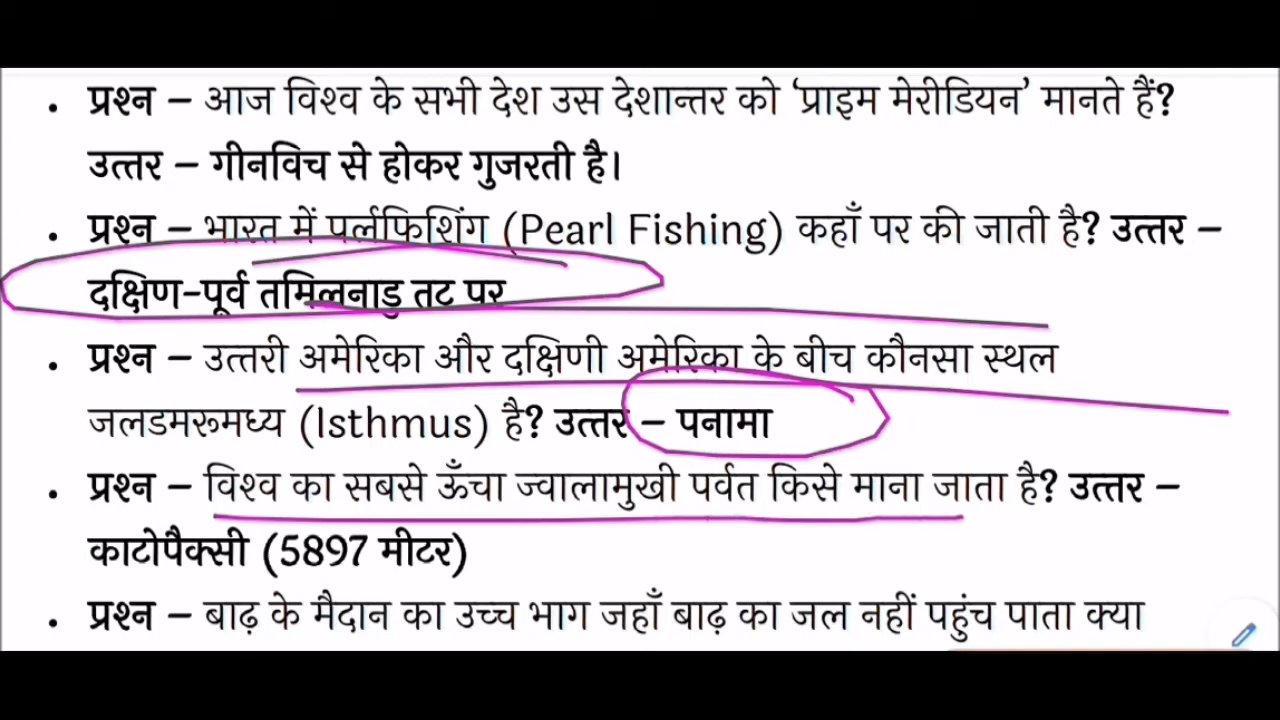 • प्रश्न – आज विश्व के सभी देश उस देशान्तर को ‘प्राइम मेरीडियन’ मानते हैं?
उत्तर – गीनविच से होकर गुजरती है।
• प्रश्न – भारत में पर्लफिशिंग (Pearl Fishing) कहाँ पर की जाती है? उत्तर –
दक्षिण-पूर्व तमिलनाडु तट पर
• प्रश्न – उत्तरी अमेरिका और दक्षिणी अमेरिका के बीच कौनसा स्थल
जलडमरूमध्य (Isthmus) है? उत्तर – पनामा
• प्रश्न – विश्व का सबसे ऊँचा ज्वालामुखी पर्वत किसे माना जाता है? उत्तर –
काटोपैक्सी (5897 मीटर)
• प्रश्न – बाढ़ के मैदान का उच्च भाग जहाँ बाढ़ का जल नहीं पहुंच पाता क्या